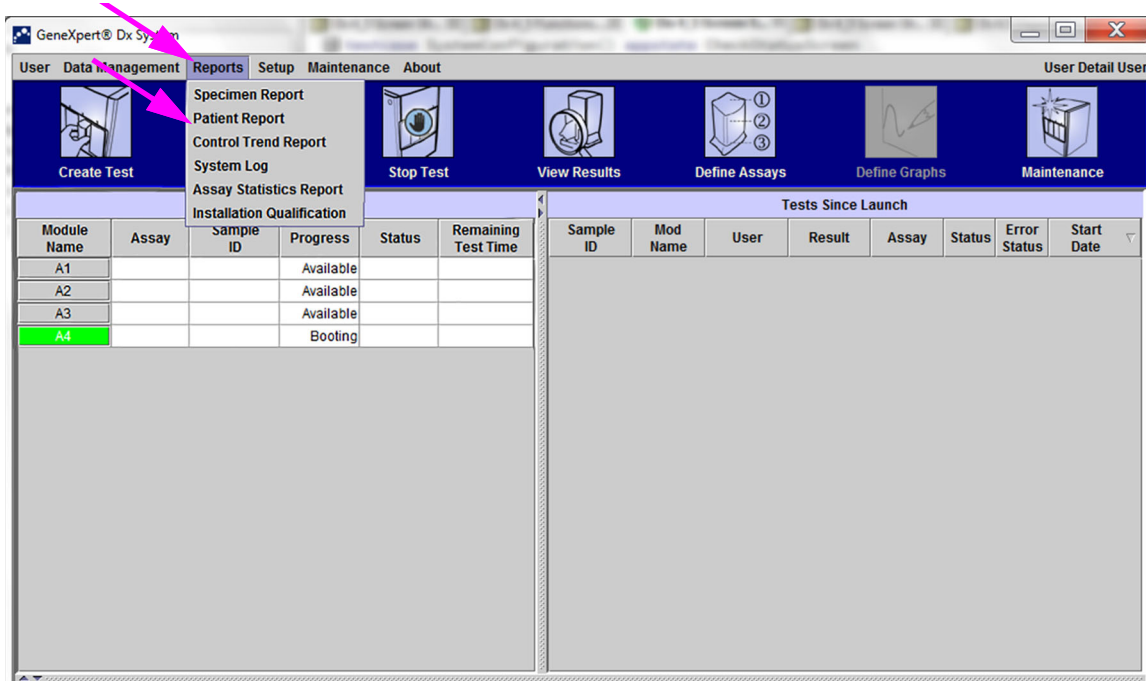 GeneXpert® Dx System
User Data Management Reports Setup Maintenance About User Detail User
Specimen Report
Patient Report
Control Trend Report
System Log
Assay Statistics Report
Installation Qualification
Create Test Stop Test View Results Define Assays Define Graphs Maintenance
Tests Since Launch
Module Name Assay Sample ID Progress Status Remaining Test Time
Sample ID Mod Name User Result Assay Status Error Status Start Date
A1 Available
A2 Available
A3 Available
A4 Booting